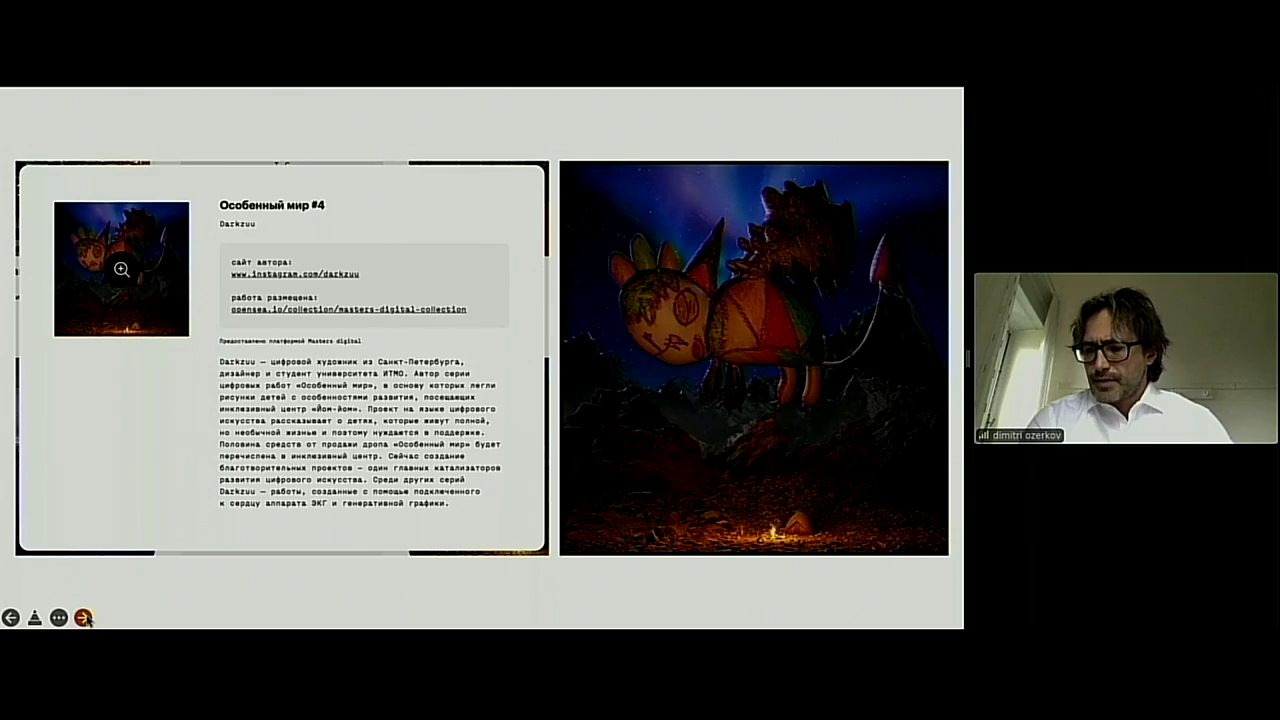 Особенный мир #4
Darkzuu
сайт автора:
www.instagram.com/darkzuu
работа размещена:
opensea.io/collection/masters-digital-collection
Предоставлено платформой Masters digital
Darkzuu — цифровой художник из Санкт-Петербурга,
дизайнер и студент университета ИТМО. Автор серии
цифровых работ «Особенный мир», в основу которых легли
рисунки детей с особенностями развития, посещающих
инклюзивный центр «Йом-йом». Проект на языке цифрового
искусства рассказывает о детях, которые живут полной,
но необычной жизнью и поэтому нуждаются в поддержке.
Половина средств от продажи дропа «Особенный мир» будет
перечислена в инклюзивный центр. Сейчас создание
благотворительных проектов — один главных катализаторов
развития цифрового искусства. Среди других серий
Darkzuu — работы, созданные с помощью подключенного
к сердцу аппарата ЭКГ и генеративной графики.
dimitri ozerkov